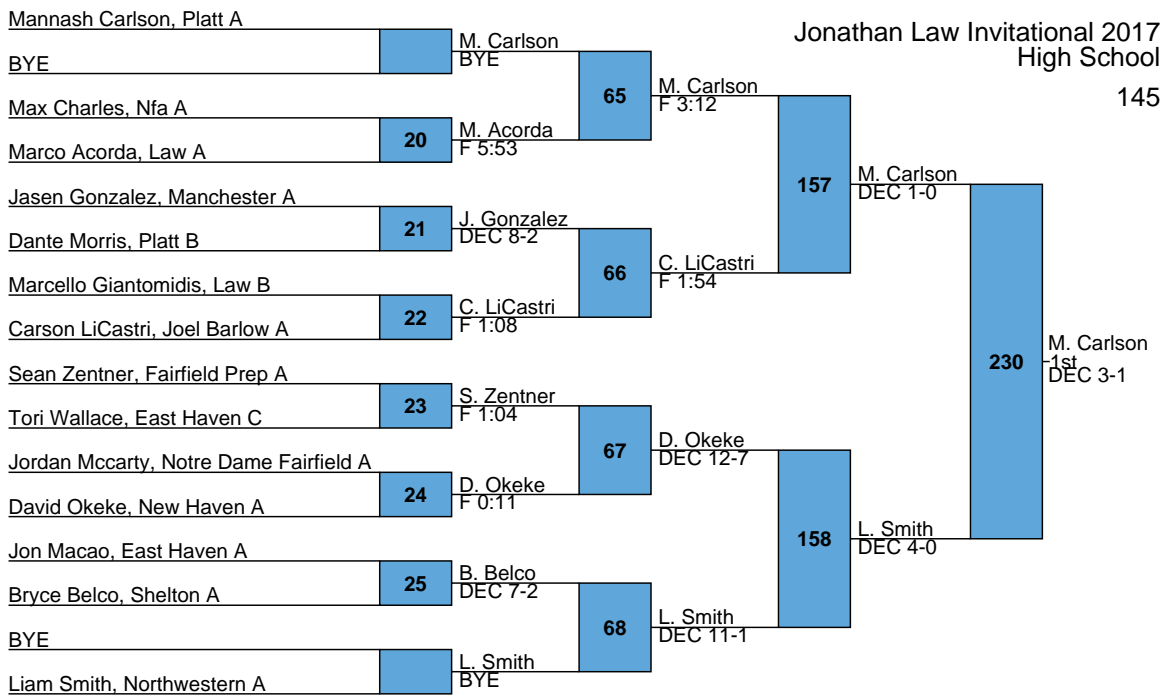 Jonathan Law Invitational 2017
High School
145
Mannash Carlson, Platt A
BYE
Max Charles, Nfa A
Marco Acorda, Law A
Jasen Gonzalez, Manchester A
Dante Morris, Platt B
Marcello Giantomidis, Law B
Carson LiCastri, Joel Barlow A
Sean Zentner, Fairfield Prep A
Tori Wallace, East Haven C
Jordan Mccarty, Notre Dame Fairfield A
David Okeke, New Haven A
Jon Macao, East Haven A
Bryce Belco, Shelton A
BYE
Liam Smith, Northwestern A
20
21
22
23
24
25
M. Carlson
BYE
M. Acorda
F 5:53
J. Gonzalez
DEC 8-2
C. LiCastri
F 1:08
S. Zentner
F 1:04
D. Okeke
F 0:11
B. Belco
DEC 7-2
L. Smith
BYE
65
66
67
68
M. Carlson
F 3:12
C. LiCastri
F 1:54
D. Okeke
DEC 12-7
L. Smith
DEC 11-1
157
158
M. Carlson
DEC 1-0
L. Smith
DEC 4-0
230
M. Carlson
1st
DEC 3-1